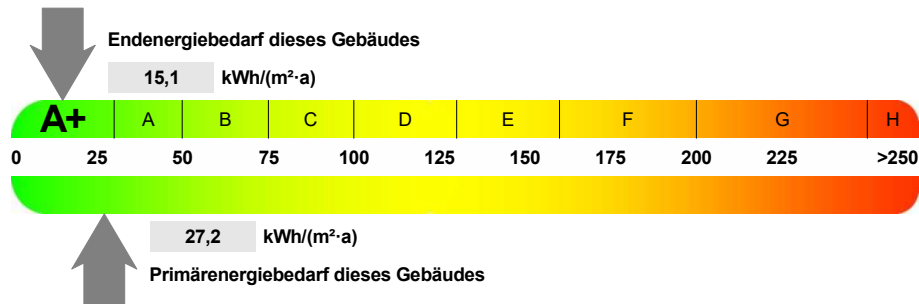 Endenergiebedarf dieses Gebäudes
15,1 kWh/(m²·a)
A+ A B C D E F G H
0 25 50 75 100 125 150 175 200 225 >250
27,2 kWh/(m²·a)
Primärenergiebedarf dieses Gebäudes